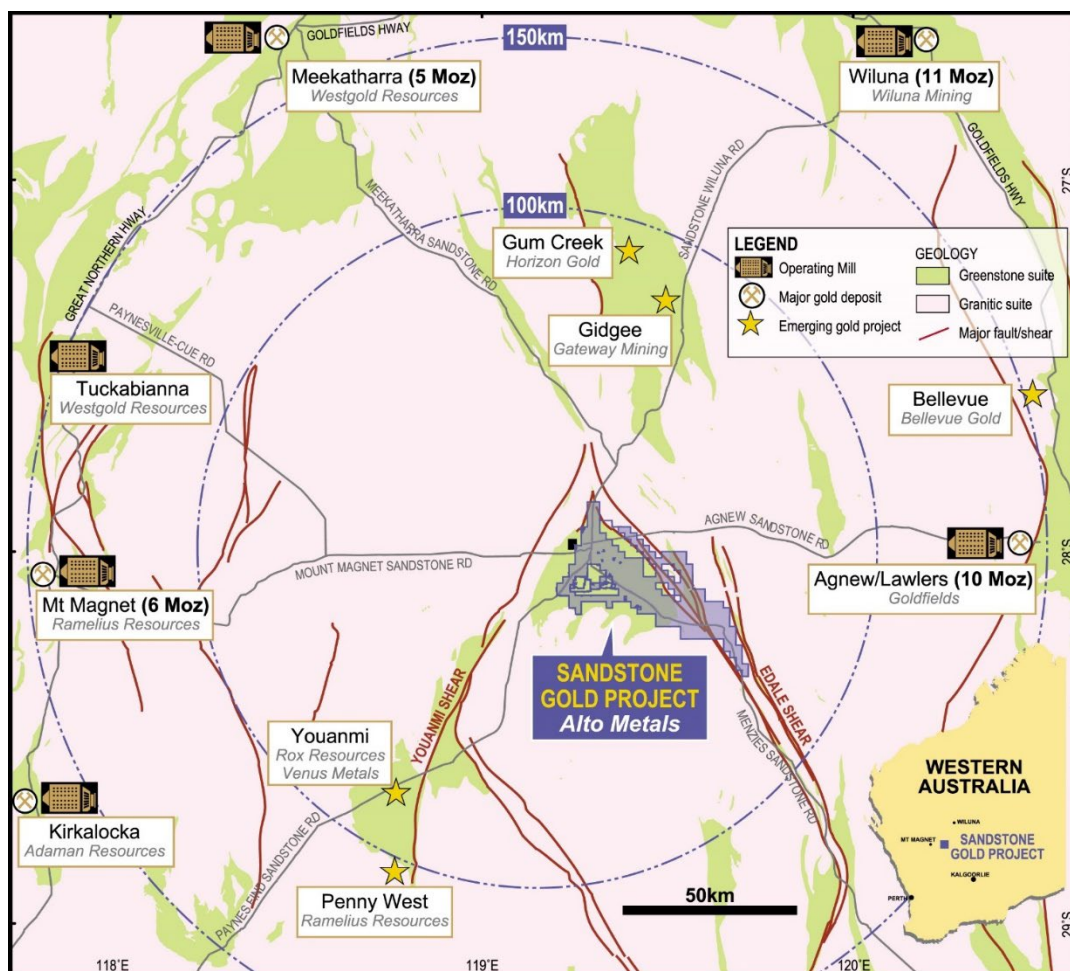 GOLDFIELDS HWY
150km
Meekatharra (5 Moz)
Westgold Resources
Wiluna (11 Moz)
Wiluna Mining
GOLDFIELDS HWY
27°S
GREAT NORTHERN HWAY
MEEKATHARRA SANDSTONE RD
SANDSTONE WILUNA RD
100km
Gum Creek
Horizon Gold
Gidgee
Gateway Mining
LEGEND
Operating Mill
Major gold deposit
Emerging gold project
GEOLOGY
Greenstone suite
Granitic suite
Major fault/shear
PAYNESVILLE-CUE RD
Tuckabianna
Westgold Resources
Bellevue
Bellevue Gold
AGNEW SANDSTONE RD
28°S
MOUNT MAGNET SANDSTONE RD
Mt Magnet (6 Moz)
Ramelius Resources
Agnew/Lawlers (10 Moz)
Goldfields
SANDSTONE
GOLD PROJECT
Alto Metals
YOUANMI SHEAR
EDALE SHEAR
MENZIES SANDSTONE RD
Youanmi
Rox Resources
Venus Metals
Kirkalocka
Adaman Resources
PAYNES FIND SANDSTONE RD
Penny West
Ramelius Resources
50km
WESTERN
AUSTRALIA
WILUNA
MT MAGNET
SANDSTONE
GOLD PROJECT
KALGOORLIE
PERTH
29°S
118°E
119°E
120°E